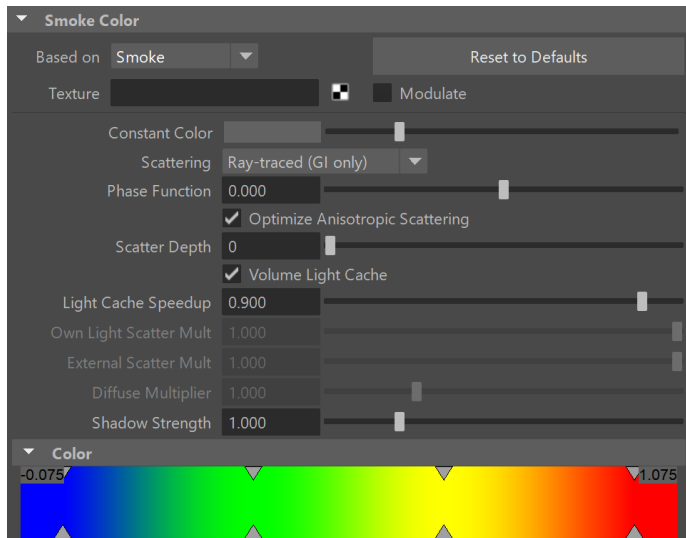 Smoke Color
Based on Smoke Reset to Defaults
Texture Modulate
Constant Color
Scattering Ray-traced (GI only)
Phase Function 0.000
Optimize Anisotropic Scattering
Scatter Depth 0
Volume Light Cache
Light Cache Speedup 0.900
Own Light Scatter Mult 1.000
External Scatter Mult 1.000
Diffuse Multiplier 1.000
Shadow Strength 1.000
Color
-0.075 1.075